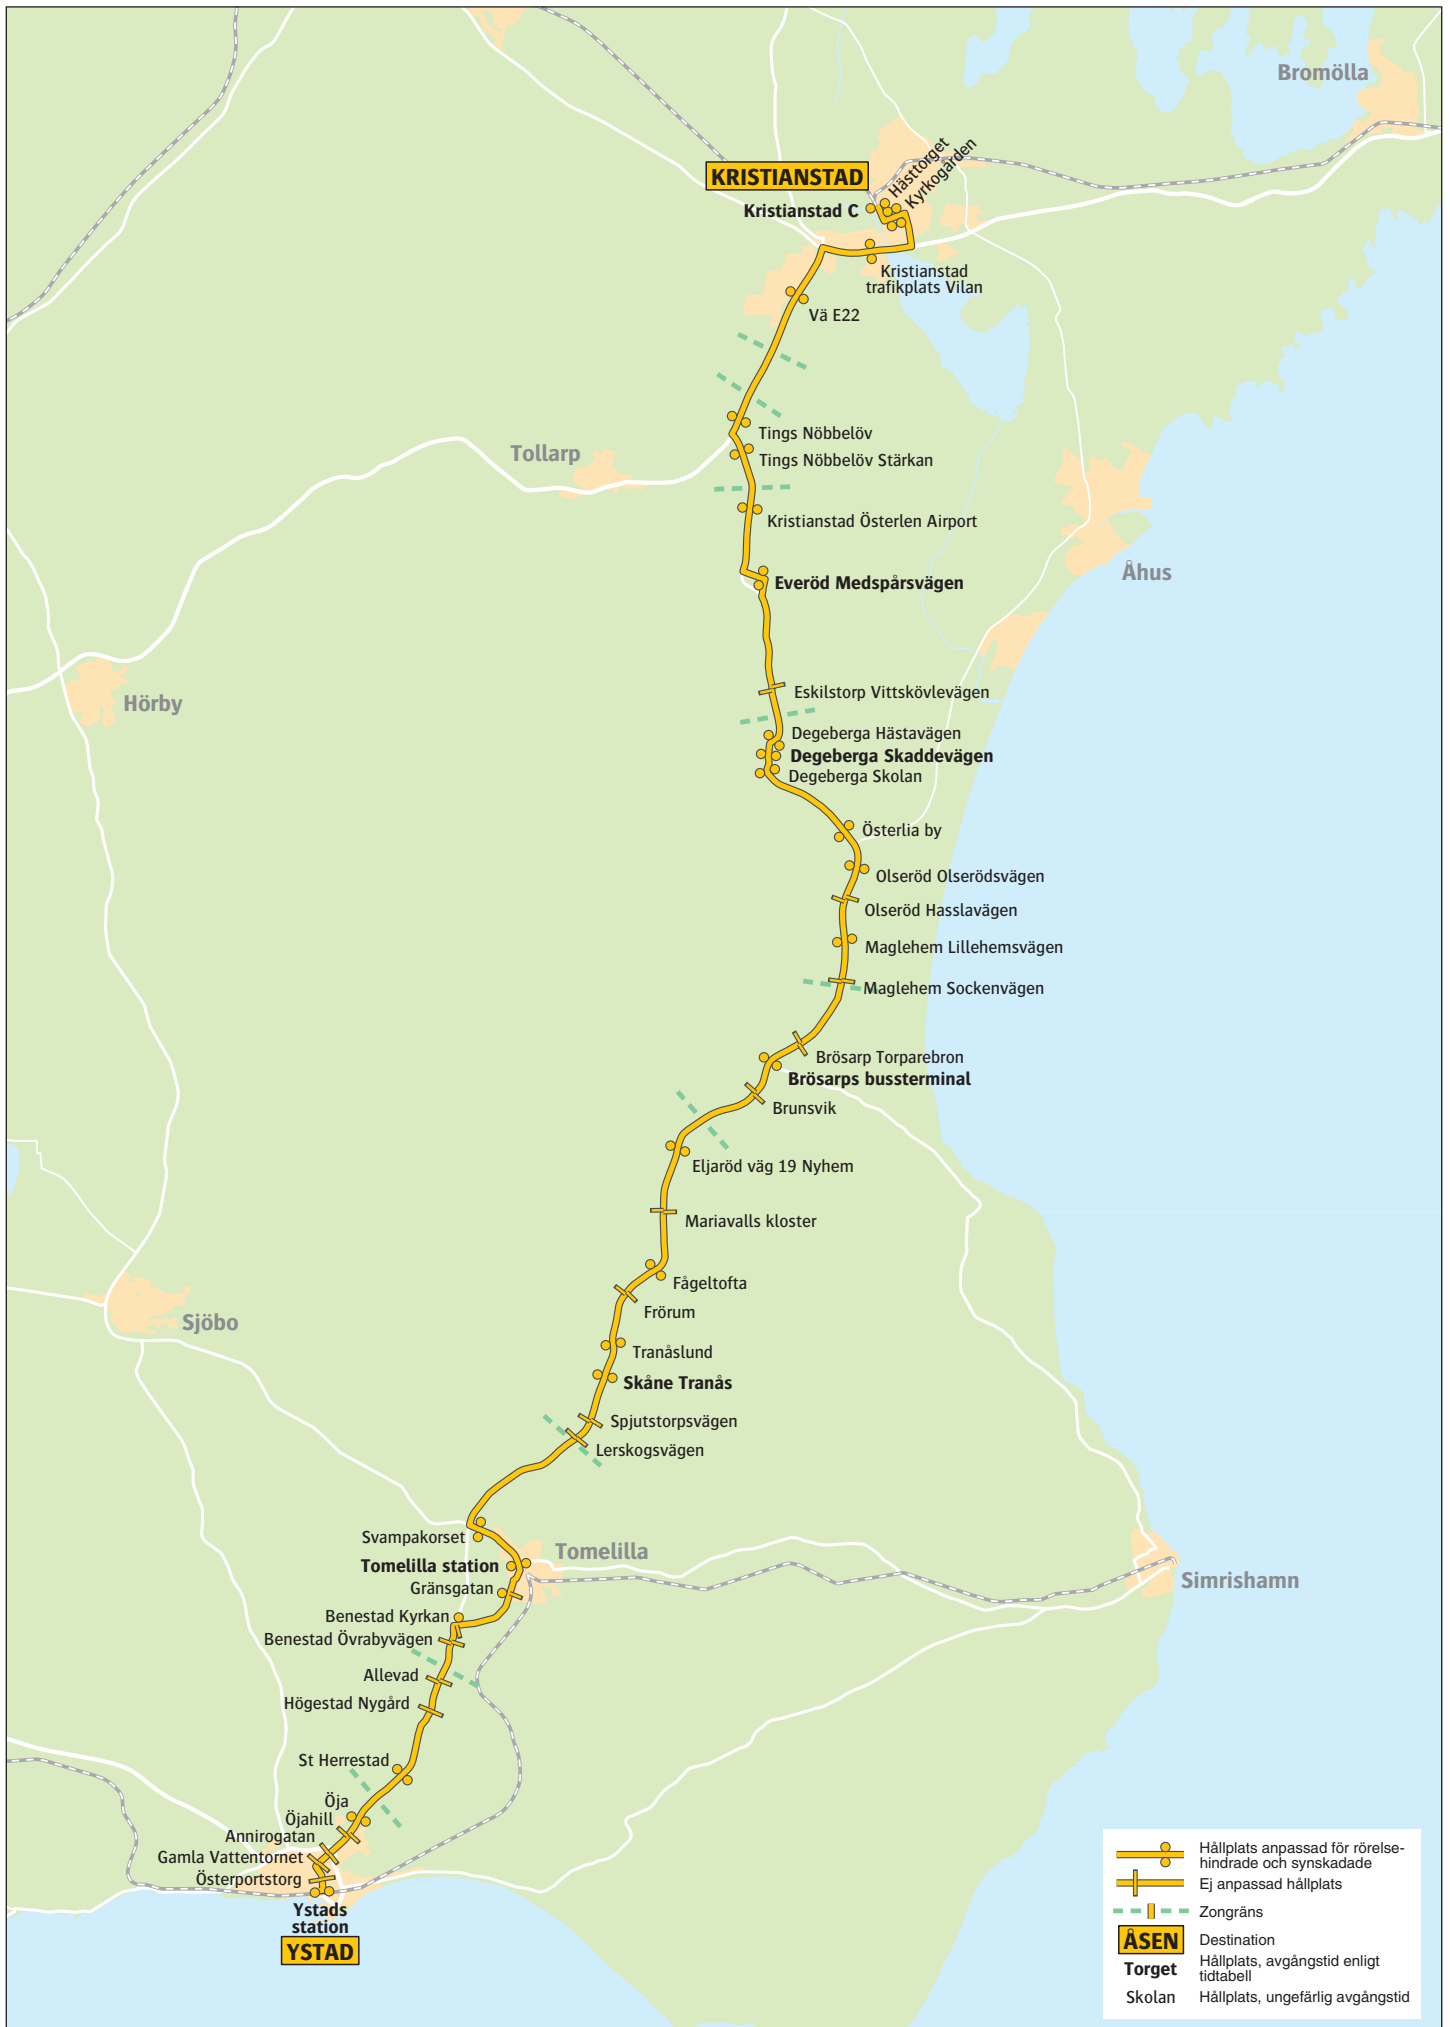 Bromölla
Hästtorget
Kyrkogården
KRISTIANSTAD
Kristianstad C
Kristianstad
trafikplats Vilan
Vä E22
Tings Nöbbelöv
Tollarp
Tings Nöbbelöv Stärkan
Kristianstad Österlen Airport
Åhus
Everöd Medspårsvägen
Eskilstorp Vittskövlevägen
Hörby
Degeberga Hästavägen
Degeberga Skaddevägen
Degeberga Skolan
Österlia by
Olseröd Olserödsvägen
Olseröd Hasslavägen
Maglehem Lillehemsvägen
Maglehem Sockenvägen
Brösarp Torparebron
Brösarps bussterminal
Brunsvik
Eljaröd väg 19 Nyhem
Mariavalls kloster
Fågeltofta
Frörum
Sjöbo
Tranåslund
Skåne Tranås
Spjutstorpsvägen
Lerskogsvägen
Svampakorset
Tomelilla
Tomelilla station
Simrishamn
Gränsgatan
Benestad Kyrkan
Benestad Övrabyvägen
Allevad
Högestad Nygård
St Herrestad
Öja
Öjahill
Annirogatan
Gamla Vattentornet
Österportstorg
Ystads
station
YSTAD
Hållplats anpassad för rörelse-
hindrade och synskadade
Ej anpassad hållplats
Zongräns
ÅSEN Destination
Torget Hållplats, avgångstid enligt
tidtabell
Skolan Hållplats, ungefärlig avgångstid